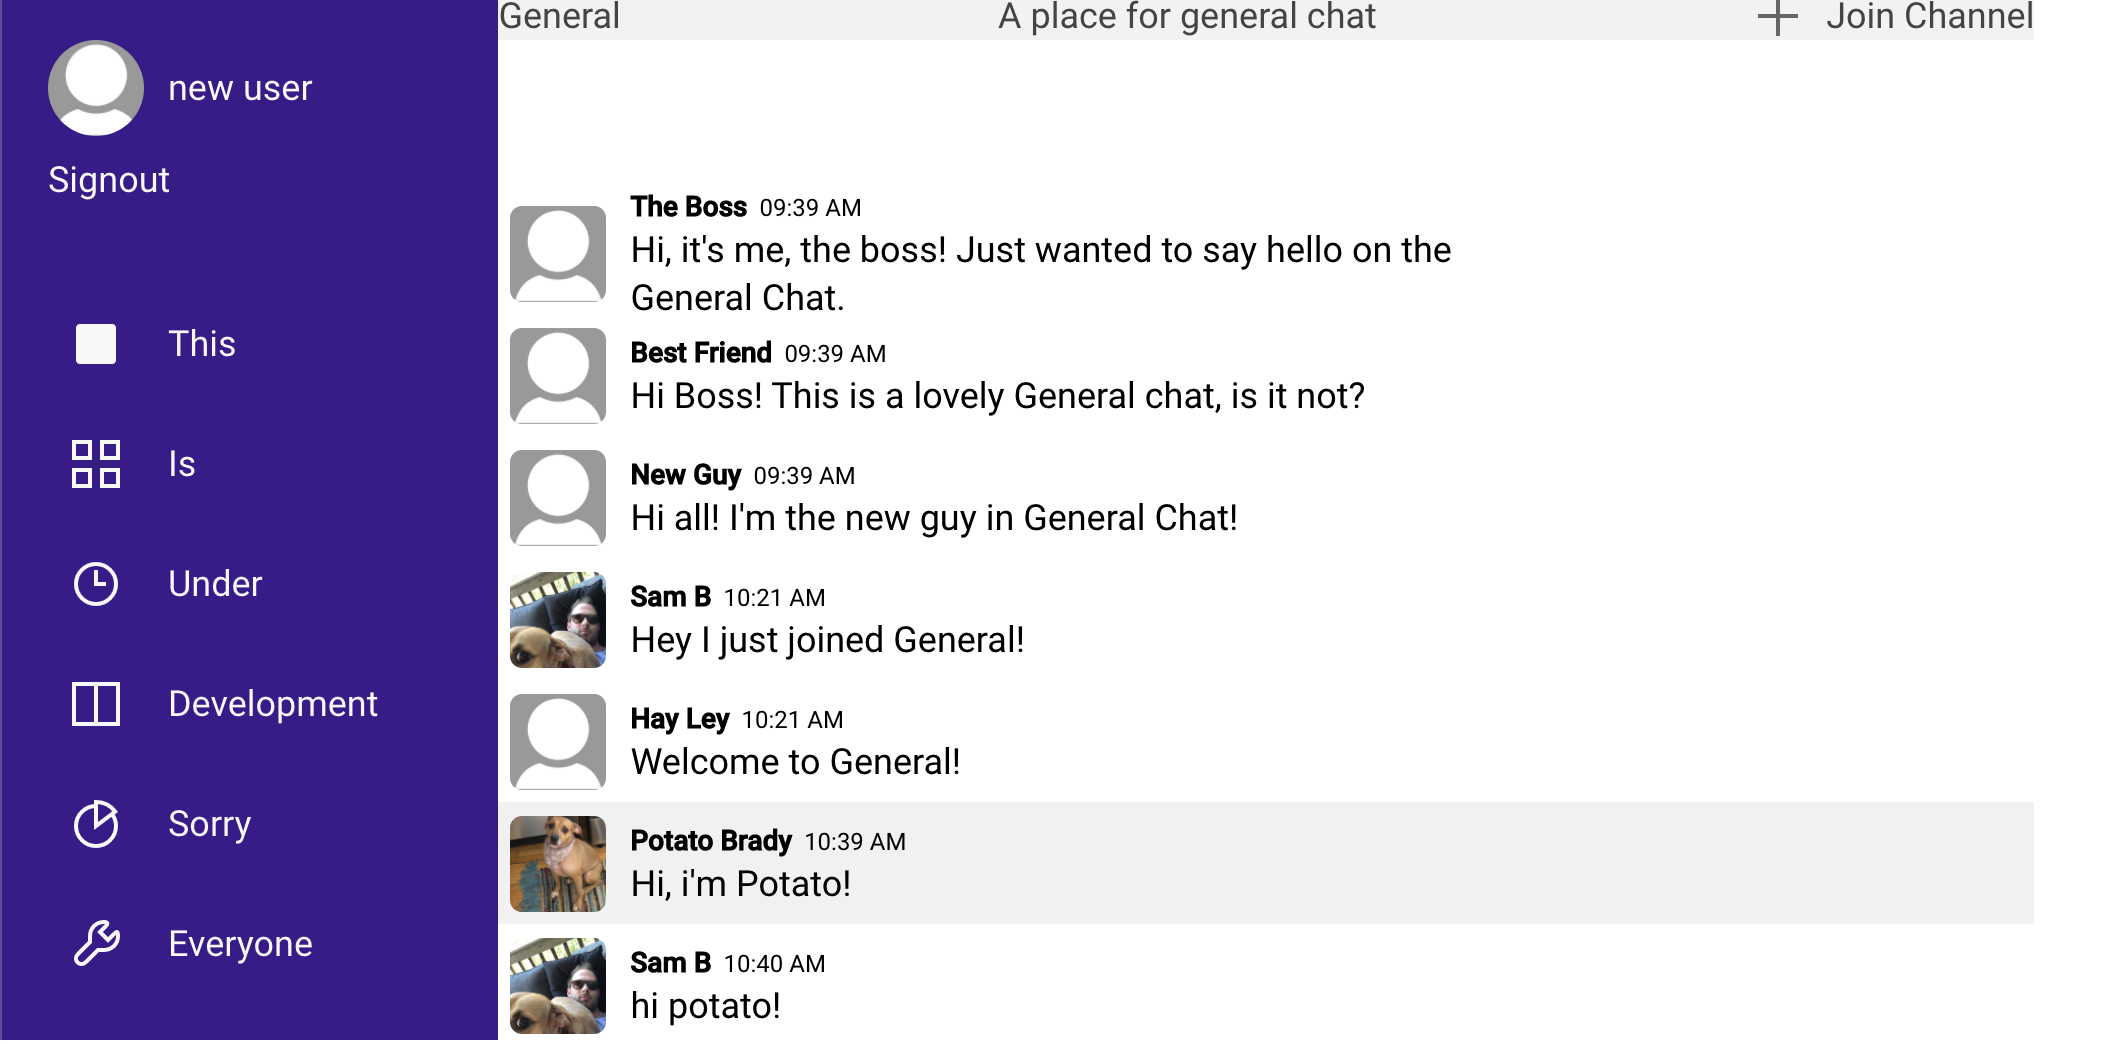 new user
Signout
This
Is
Under
Development
Sorry
Everyone
General
A place for general chat
Join Channel
The Boss 09:39 AM
Hi, it's me, the boss! Just wanted to say hello on the
General Chat.
Best Friend 09:39 AM
Hi Boss! This is a lovely General chat, is it not?
New Guy 09:39 AM
Hi all! I'm the new guy in General Chat!
Sam B 10:21 AM
Hey I just joined General!
Hay Ley 10:21 AM
Welcome to General!
Potato Brady 10:39 AM
Hi, i'm Potato!
Sam B 10:40 AM
hi potato!